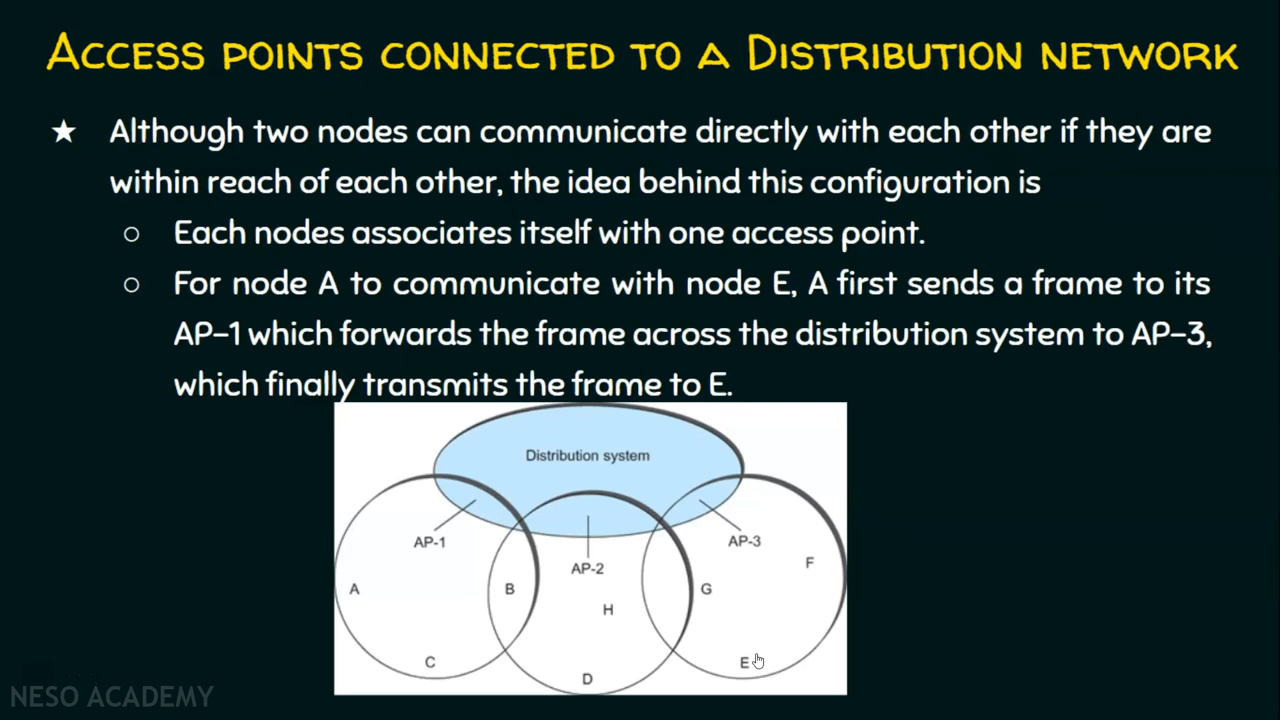 ACCESS POINTS CONNECTED TO A DISTRIBUTION NETWORK
★ Although two nodes can communicate directly with each other if they are
within reach of each other, the idea behind this configuration is
○ Each nodes associates itself with one access point.
○ For node A to communicate with node E, A first sends a frame to its
AP-1 which forwards the frame across the distribution system to AP-3,
which finally transmits the frame to E.
Distribution system
AP-1
AP-2
AP-3
F
A
B
G
H
C
E
D
NESO ACADEMY